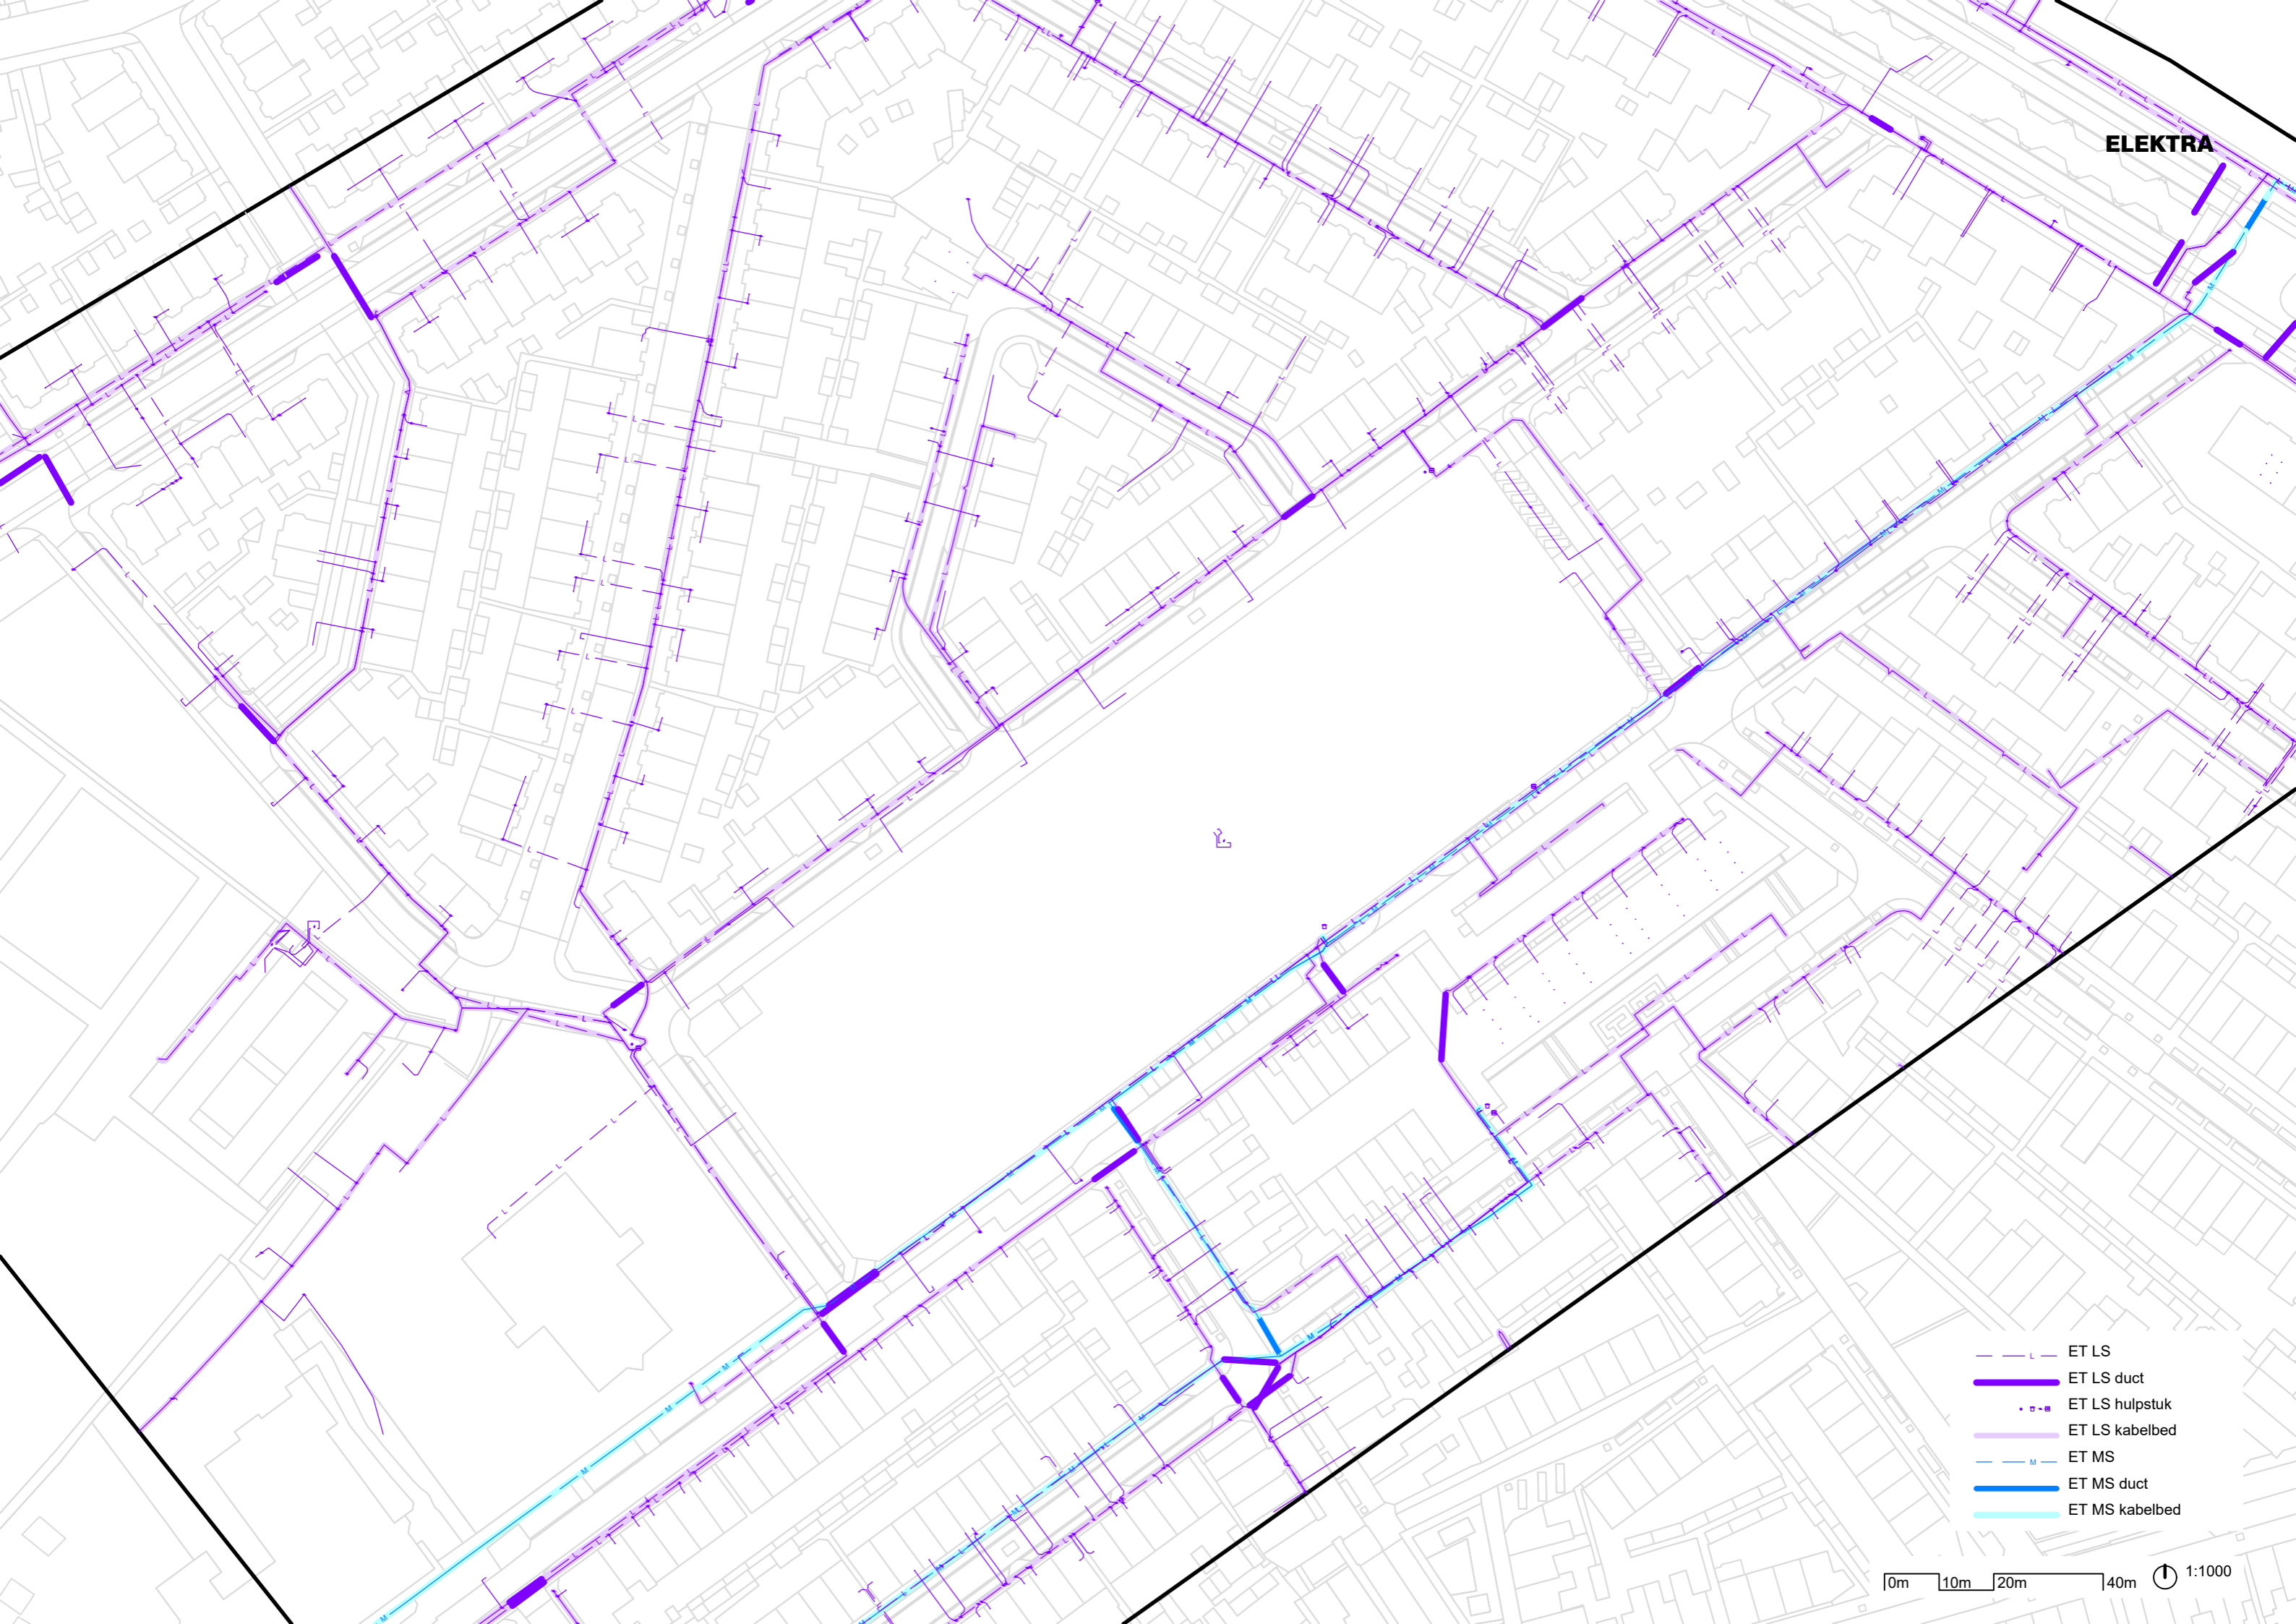 ELEKTRA
ET LS
ET LS duct
ET LS hulpstuk
ET LS kabelbed
ET MS
ET MS duct
ET MS kabelbed
0m 10m 20m 40m 1:1000